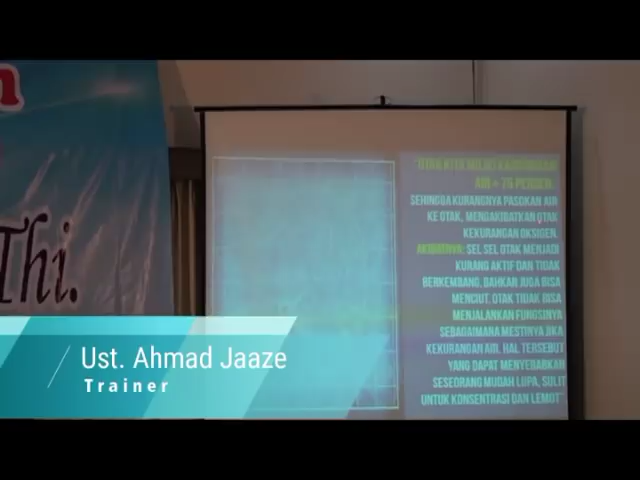 Thi.
AIR = 75 PERSEN.
SEHINGGA KURANGNYA PASOKAN AIR
KE OTAK, MENGAKIBATKAN OTAK
KEKURANGAN OKSIGEN.
AKIBATNYA: SEL SEL OTAK MENJADI
KURANG AKTIF DAN TIDAK
BERKEMBANG, BAHKAN JUGA BISA
MENCIUT. OTAK TIDAK BISA
MENJALANKAN FUNGSINYA
SEBAGAIMANA MESTINYA JIKA
KEKURANGAN AIR. HAL TERSEBUT
YANG DAPAT MENYEBABKAN
SESEORANG MUDAH LUPA, SULIT
UNTUK KONSENTRASI DAN LEMOT"
Ust. Ahmad Jaaze
Trainer